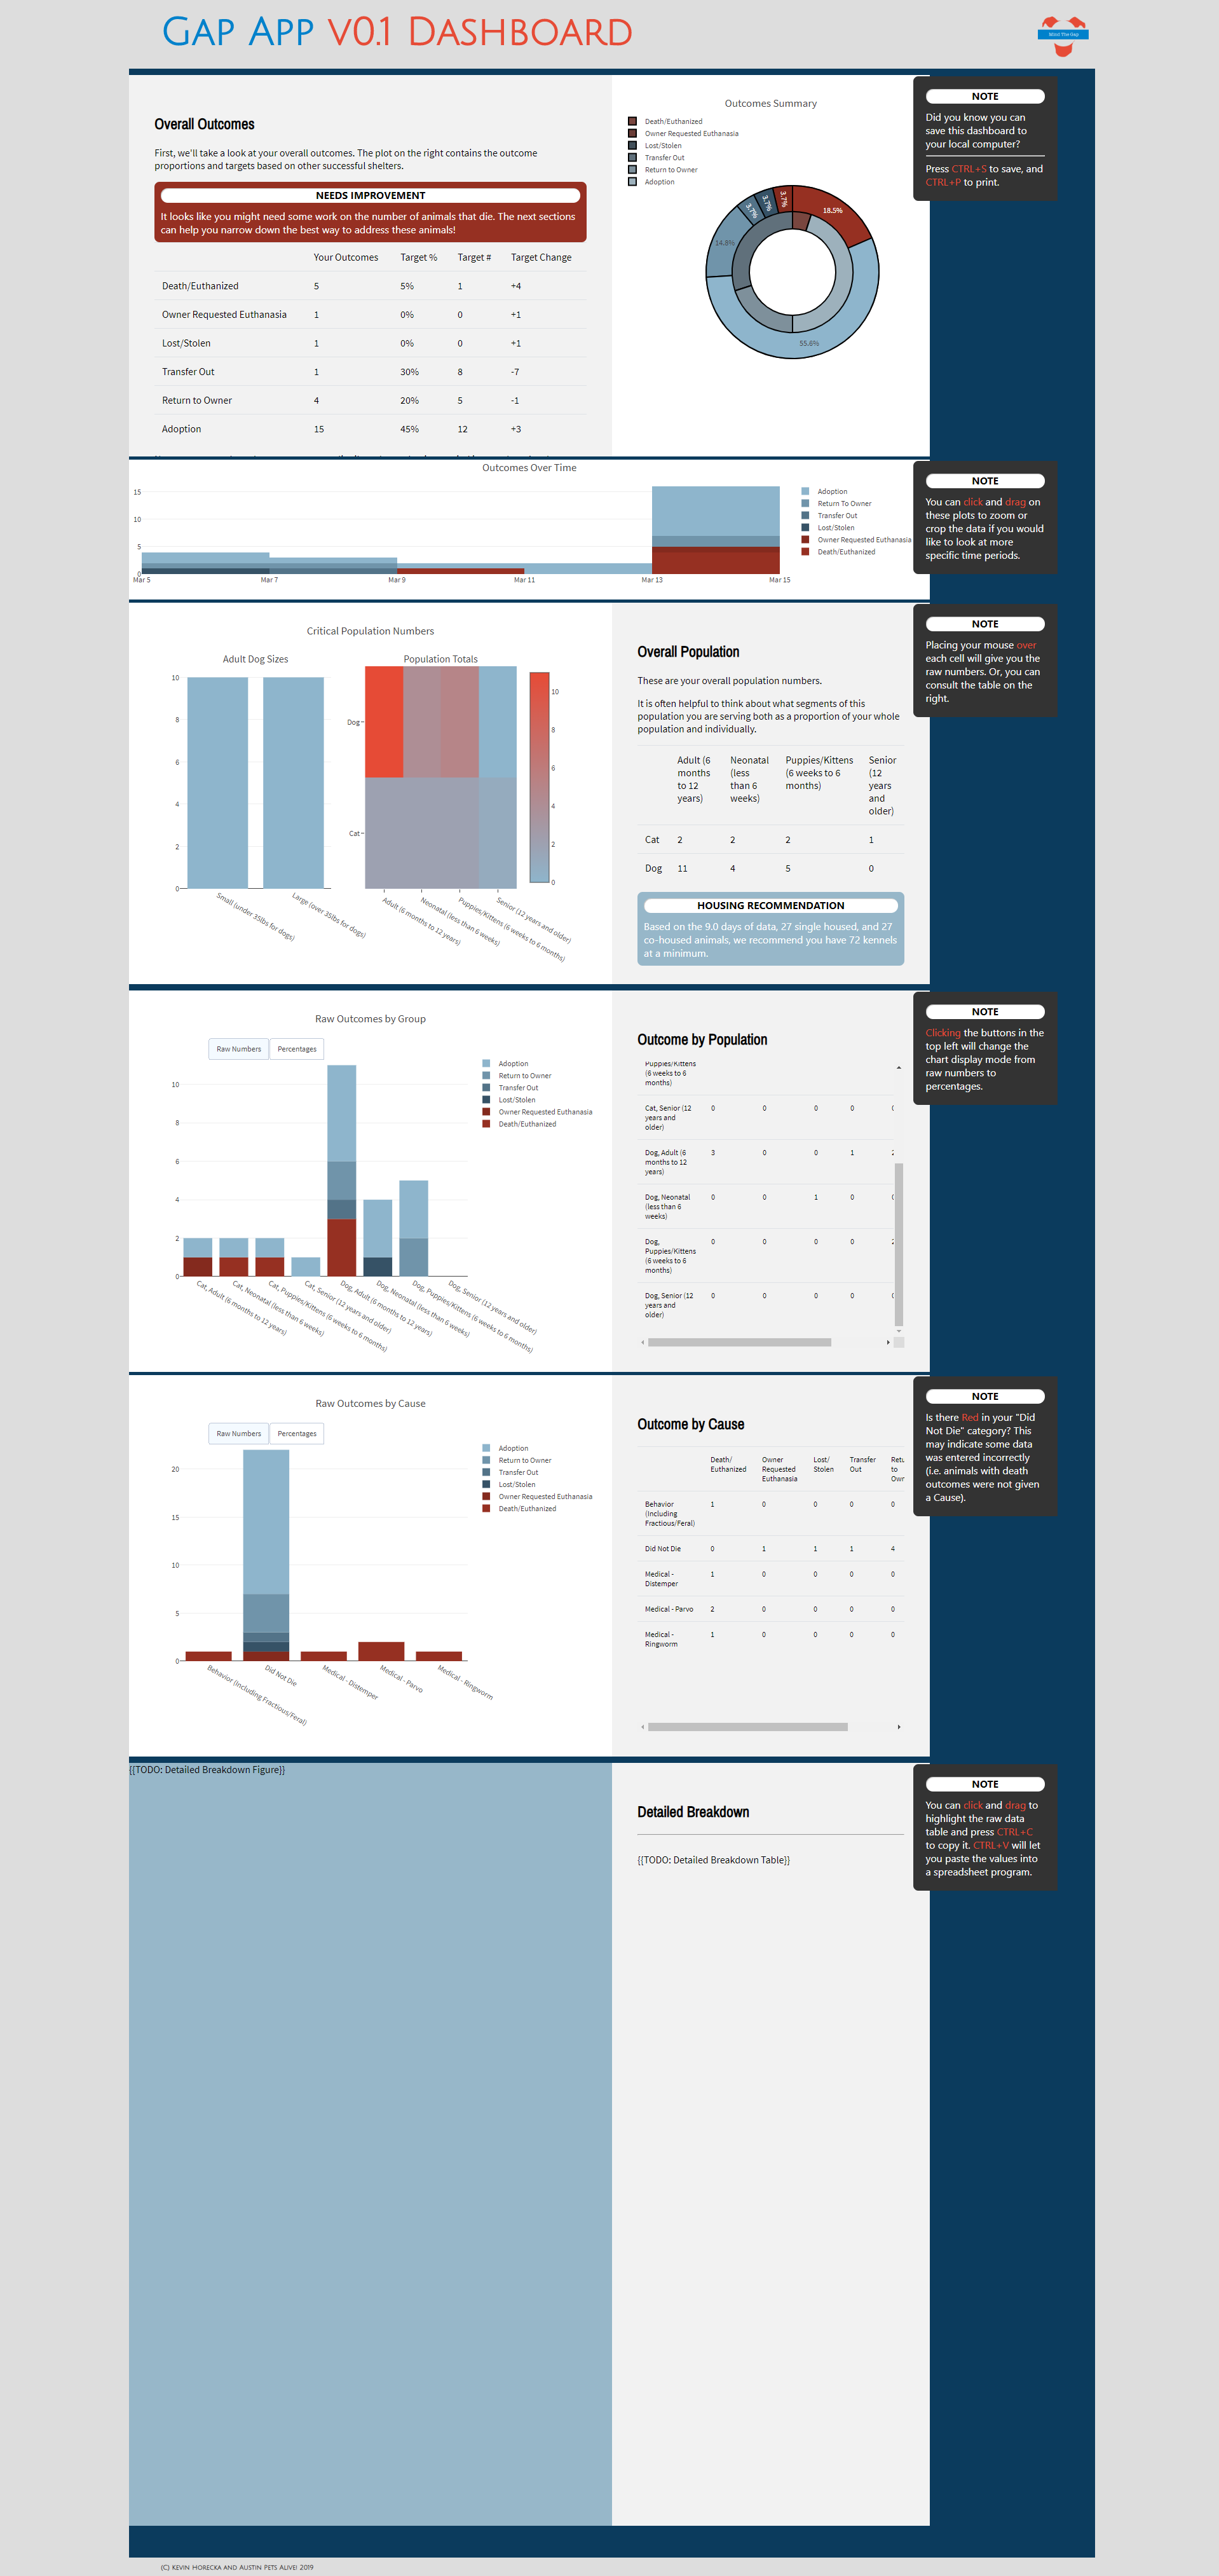 GAP APP V0.1 DASHBOARD
Mind The Gap
Overall Outcomes
First, we'll take a look at your overall outcomes. The plot on the right contains the outcome
proportions and targets based on other successful shelters.
NEEDS IMPROVEMENT
It looks like you might need some work on the number of animals that die. The next sections
can help you narrow down the best way to address these animals!
Your Outcomes Target % Target # Target Change
Death/Euthanized 5 5% 1 +4
Owner Requested Euthanasia 1 0% 0 +1
Lost/Stolen 1 0% 0 +1
Transfer Out 1 30% 8 -7
Return to Owner 4 20% 5 -1
Adoption 15 45% 12 +3
Outcomes Summary
Death/Euthanized
Owner Requested Euthanasia
Lost/Stolen
Transfer Out
Return to Owner
Adoption
18.5%
3.7%
3.7%
3.7%
14.8%
55.6%
NOTE
Did you know you can
save this dashboard to
your local computer?
Press CTRL+S to save, and
CTRL+P to print.
Outcomes Over Time
15
10
5
0
Mar 5 Mar 7 Mar 9 Mar 11 Mar 13 Mar 15
Adoption
Return To Owner
Transfer Out
Lost/Stolen
Owner Requested Euthanasia
Death/Euthanized
NOTE
You can click and drag on
these plots to zoom or
crop the data if you would
like to look at more
specific time periods.
Critical Population Numbers
Adult Dog Sizes
10
8
6
4
2
0
Small (under 35lbs for dogs)
Large (over 35lbs for dogs)
Population Totals
Dog
Cat
Adult (6 months to 12 years)
Neonatal (less than 6 weeks)
Puppies/Kittens (6 weeks to 6 months)
Senior (12 years and older)
10
8
6
4
2
0
Overall Population
These are your overall population numbers.
It is often helpful to think about what segments of this
population you are serving both as a proportion of your whole
population and individually.
Adult (6 Neonatal Puppies/Kittens Senior
months (less (6 weeks to 6 (12
to 12 than 6 months) years
years) weeks) and
older)
Cat 2 2 2 1
Dog 11 4 5 0
HOUSING RECOMMENDATION
Based on the 9.0 days of data, 27 single housed, and 27
co-housed animals, we recommend you have 72 kennels
at a minimum.
NOTE
Placing your mouse over
each cell will give you the
raw numbers. Or, you can
consult the table on the
right.
Raw Outcomes by Group
Raw Numbers Percentages
10
8
6
4
2
0
Cat, Adult (6 months to 12 years)
Cat, Neonatal (less than 6 weeks)
Cat, Puppies/Kittens (6 weeks to 6 months)
Cat, Senior (12 years and older)
Dog, Adult (6 months to 12 years)
Dog, Neonatal (less than 6 weeks)
Dog, Puppies/Kittens (6 weeks to 6 months)
Dog, Senior (12 years and older)
Adoption
Return to Owner
Transfer Out
Lost/Stolen
Owner Requested Euthanasia
Death/Euthanized
Outcome by Population
Puppies/Kittens
(6 weeks to 6
months)
Cat, Senior (12 0 0 0 0
years and
older)
Dog, Adult (6 3 0 0 1 2
months to 12
years)
Dog, Neonatal 0 0 1 0
(less than 6
weeks)
Dog, 0 0 0 0 2
Puppies/Kittens
(6 weeks to 6
months)
Dog, Senior (12 0 0 0 0
years and
older)
NOTE
Clicking the buttons in the
top left will change the
chart display mode from
raw numbers to
percentages.
Raw Outcomes by Cause
Raw Numbers Percentages
20
15
10
5
0
Behavior (Including Fractious/Feral)
Did Not Die
Medical - Distemper
Medical - Parvo
Medical - Ringworm
Adoption
Return to Owner
Transfer Out
Lost/Stolen
Owner Requested Euthanasia
Death/Euthanized
Outcome by Cause
Death/ Owner Lost/ Transfer Retu
Euthanized Requested Stolen Out to
Euthanasia Owr
Behavior 1 0 0 0 0
(Including
Fractious/Feral)
Did Not Die 0 1 1 1 4
Medical - 1 0 0 0 0
Distemper
Medical - Parvo 2 0 0 0 0
Medical - 1 0 0 0 0
Ringworm
NOTE
Is there Red in your "Did
Not Die" category? This
may indicate some data
was entered incorrectly
(i.e. animals with death
outcomes were not given
a Cause).
{{TODO: Detailed Breakdown Figure}}
Detailed Breakdown
{{TODO: Detailed Breakdown Table}}
NOTE
You can click and drag to
highlight the raw data
table and press CTRL+C
to copy it. CTRL+V will let
you paste the values into
a spreadsheet program.
(C) KEVIN HORECKA AND AUSTIN PETS ALIVE! 2019